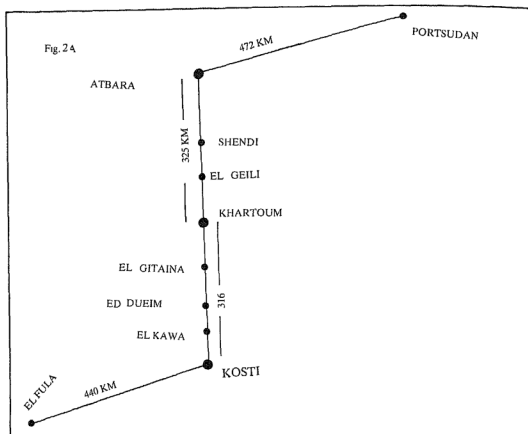 Fig. 2A
472 KM
PORTSUDAN
ATBARA
325 KM
SHENDI
EL GEILI
KHARTOUM
EL GITAINA
316
ED DUEIM
EL KAWA
KOSTI
440 KM
EL FULA